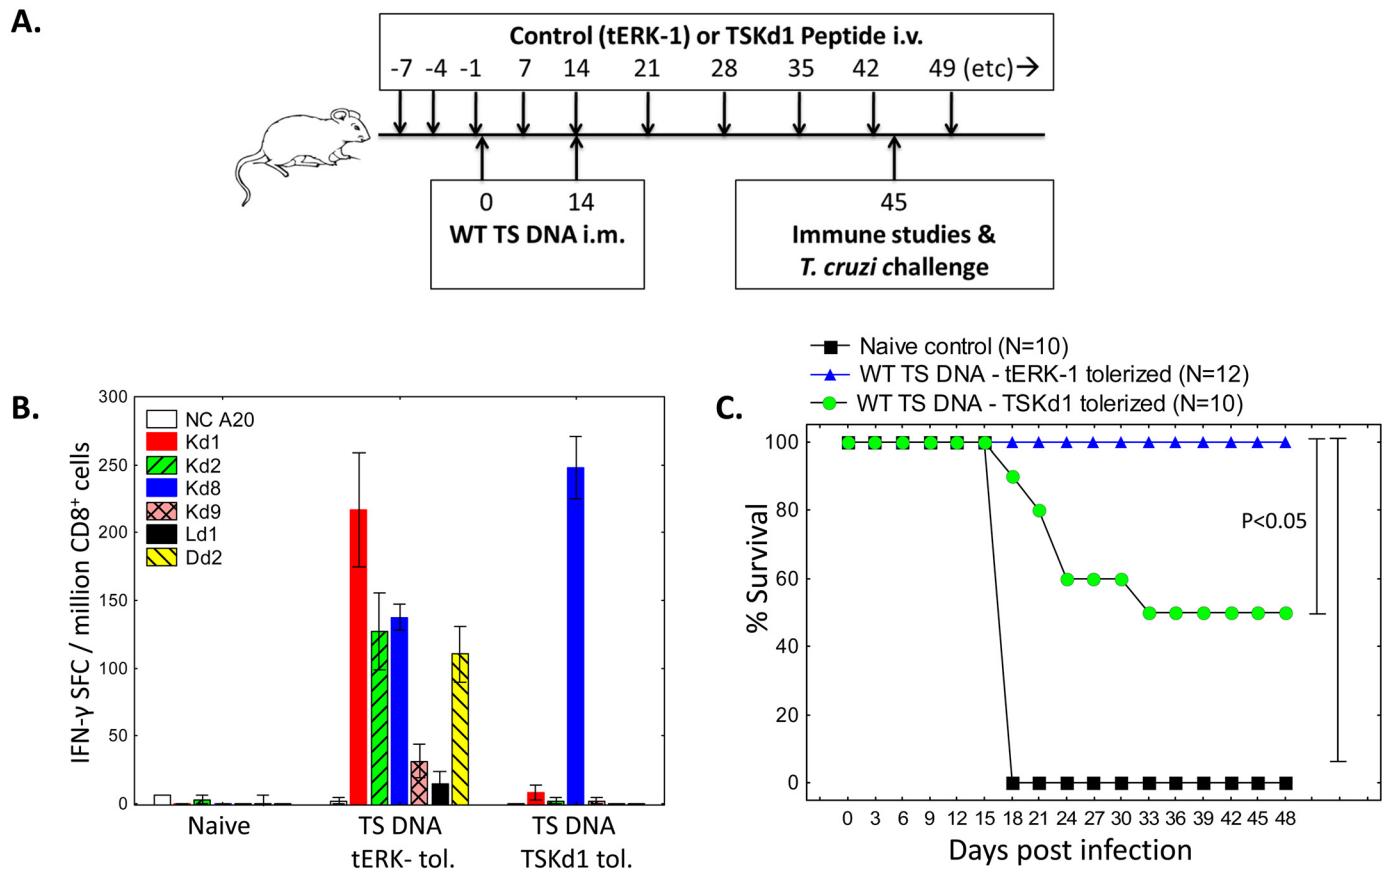 A.
Control (tERK-1) or TSKd1 Peptide i.v.
-7 -4 -1 7 14 21 28 35 42 49 (etc)→
0 14
WT TS DNA i.m.
45
Immune studies &
T. cruzi challenge
B.
300
250
200
150
100
50
0
IFN-γ SFC / million CD8⁺ cells
NC A20
Kd1
Kd2
Kd8
Kd9
Ld1
Dd2
Naive
TS DNA
tERK- tol.
TS DNA
TSKd1 tol.
C.
Naive control (N=10)
WT TS DNA - tERK-1 tolerized (N=12)
WT TS DNA - TSKd1 tolerized (N=10)
100
80
60
40
20
0
% Survival
P<0.05
0 3 6 9 12 15 18 21 24 27 30 33 36 39 42 45 48
Days post infection